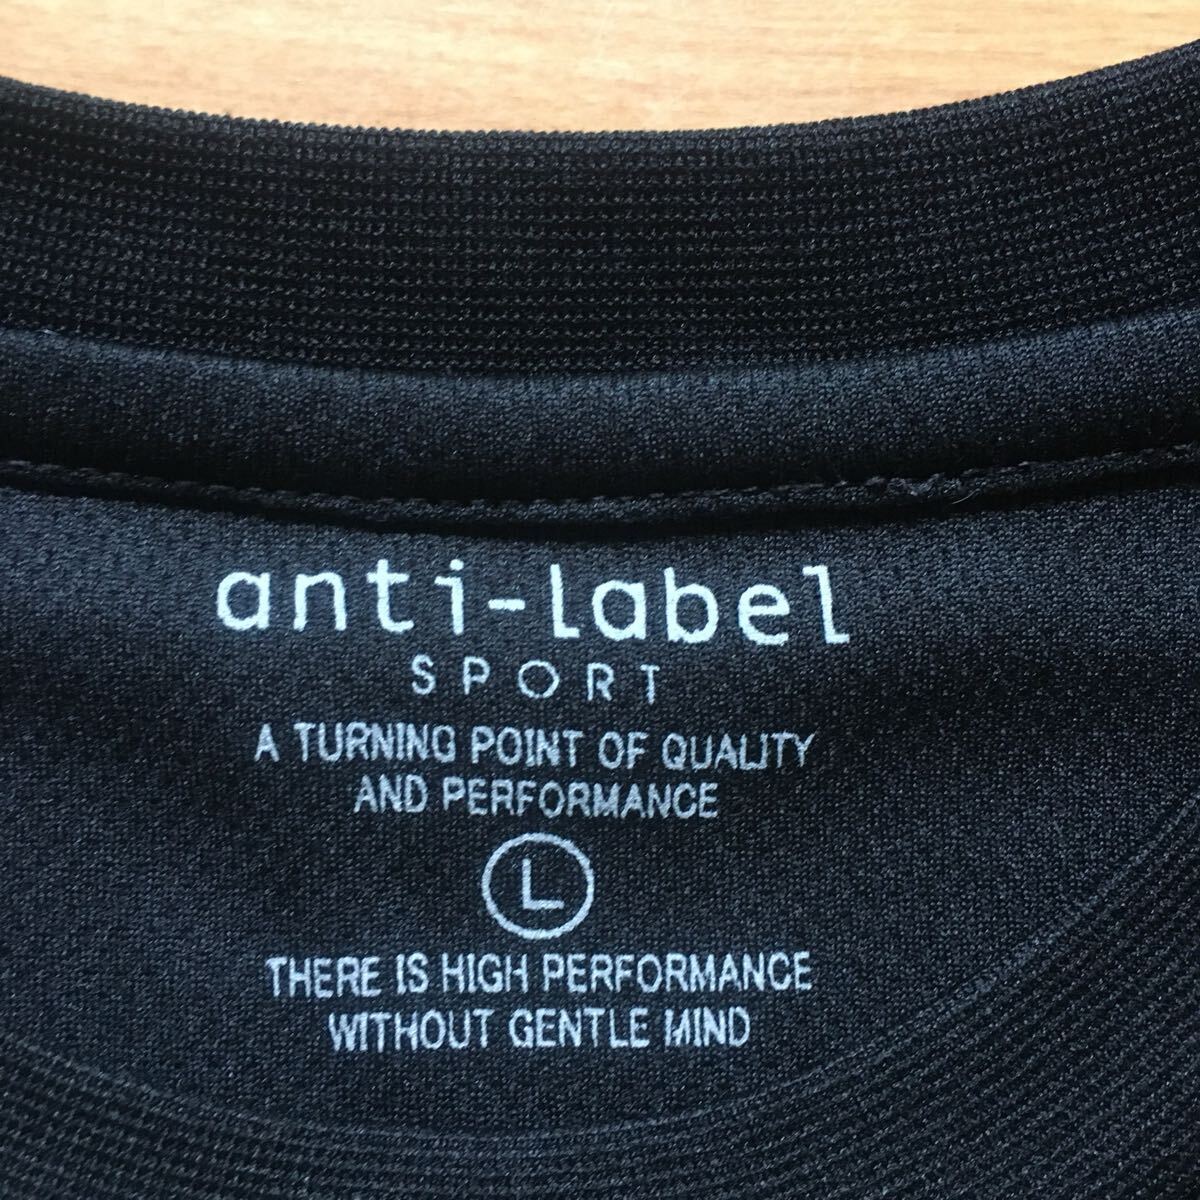 anti-label
SPORT
A TURNING POINT OF QUALITY
AND PERFORMANCE
L
THERE IS HIGH PERFORMANCE
WITHOUT GENTLE MIND